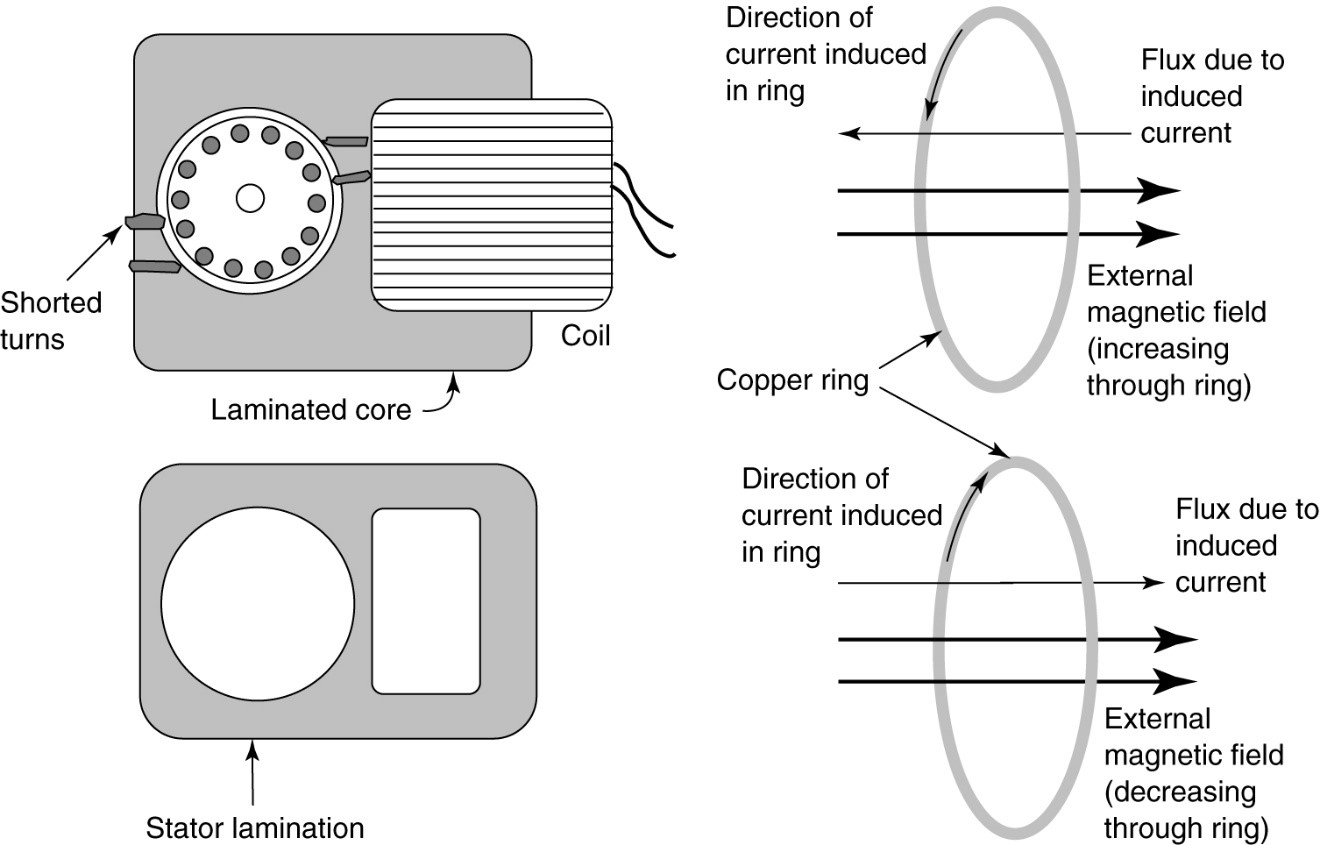 Shorted
turns
Coil
Laminated core
Stator lamination
Direction of
current induced
in ring
Flux due to
induced
current
External
magnetic field
(increasing
through ring)
Copper ring
Direction of
current induced
in ring
Flux due to
induced
current
External
magnetic field
(decreasing
through ring)